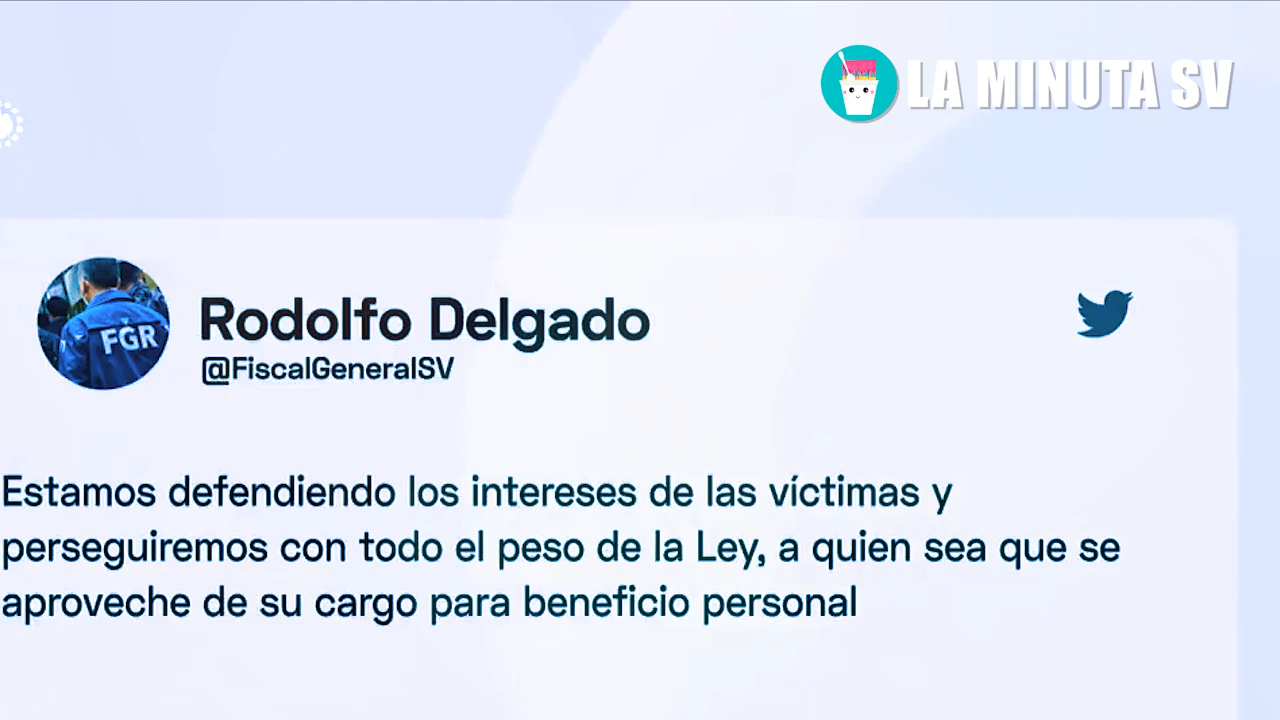 LA MINUTA SV
FGR
Rodolfo Delgado
@FiscalGeneralSV
Estamos defendiendo los intereses de las víctimas y
perseguiremos con todo el peso de la Ley, a quien sea que se
aproveche de su cargo para beneficio personal